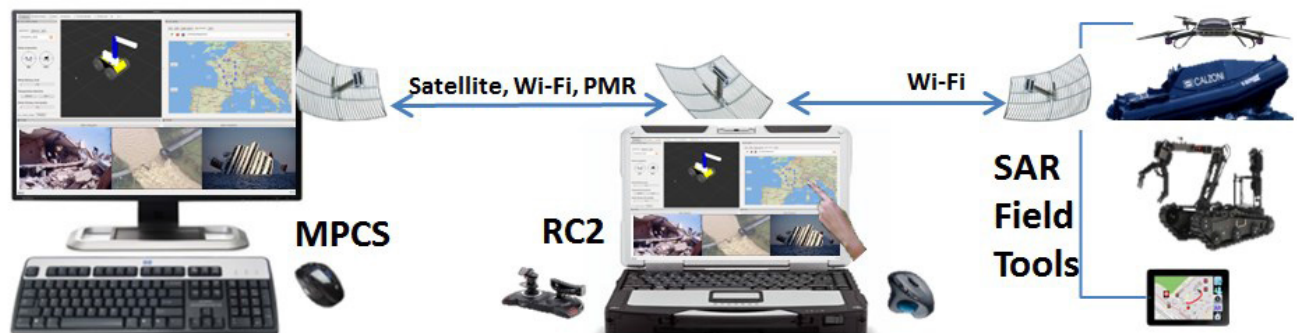 Satellite, Wi-Fi, PMR
Wi-Fi
CALZONI
MPCS
RC2
SAR
Field
Tools